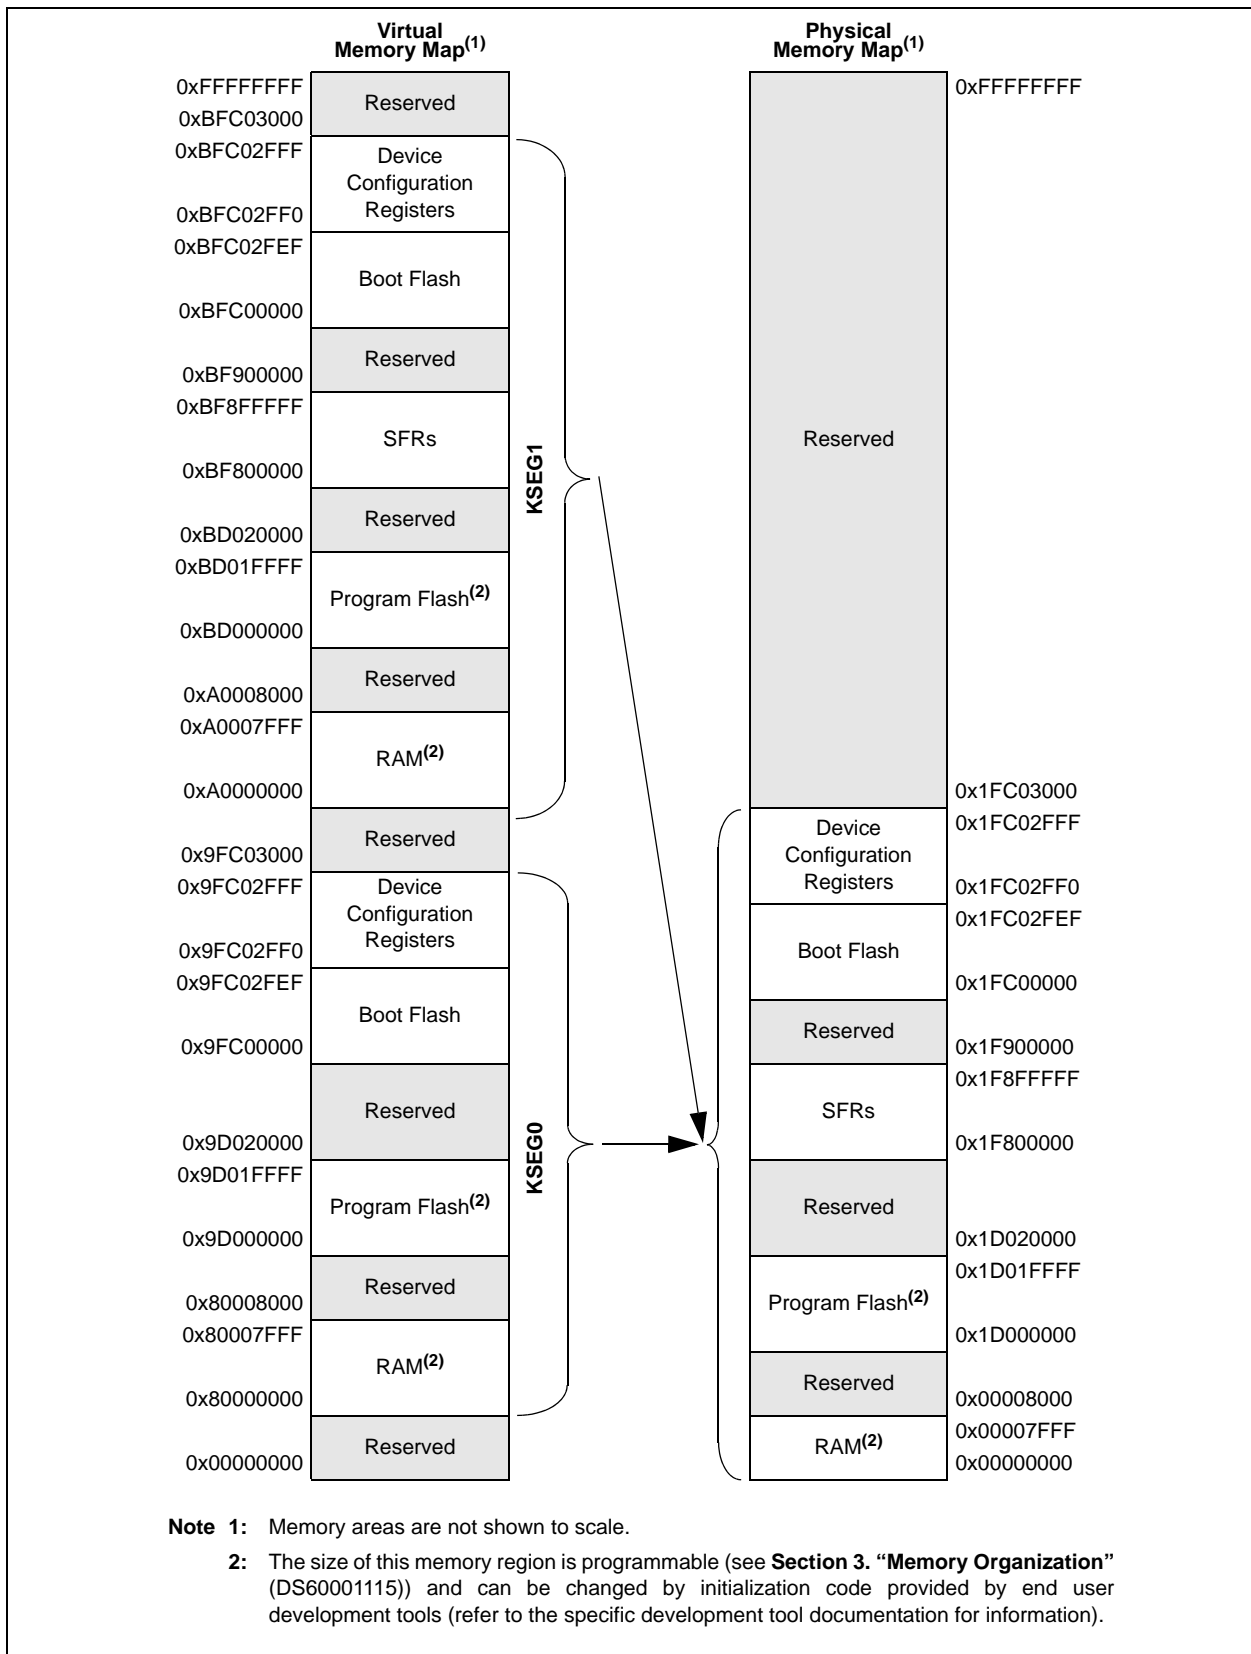 Virtual
Memory Map(1)
Physical
Memory Map(1)
0xFFFFFFFF
Reserved
0xBFC03000
0xBFC02FFF
Device
Configuration
Registers
0xBFC02FF0
0xBFC02FEF
Boot Flash
0xBFC00000
Reserved
0xBF900000
0xBF8FFFFF
SFRs
0xBF800000
Reserved
0xBD020000
0xBD01FFFF
Program Flash(2)
0xBD000000
Reserved
0xA0008000
0xA0007FFF
RAM(2)
0xA0000000
Reserved
0x9FC03000
0x9FC02FFF
Device
Configuration
Registers
0x9FC02FF0
0x9FC02FEF
Boot Flash
0x9FC00000
Reserved
0x9D020000
0x9D01FFFF
Program Flash(2)
0x9D000000
Reserved
0x80008000
0x80007FFF
RAM(2)
0x80000000
Reserved
0x00000000
KSEG1
KSEG0
0xFFFFFFFF
Reserved
0x1FC03000
0x1FC02FFF
Device
Configuration
Registers
0x1FC02FF0
0x1FC02FEF
Boot Flash
0x1FC00000
Reserved
0x1F900000
0x1F8FFFFF
SFRs
0x1F800000
Reserved
0x1D020000
0x1D01FFFF
Program Flash(2)
0x1D000000
Reserved
0x00008000
0x00007FFF
RAM(2)
0x00000000
Note 1: Memory areas are not shown to scale.
2: The size of this memory region is programmable (see Section 3. “Memory Organization”
(DS60001115)) and can be changed by initialization code provided by end user
development tools (refer to the specific development tool documentation for information).